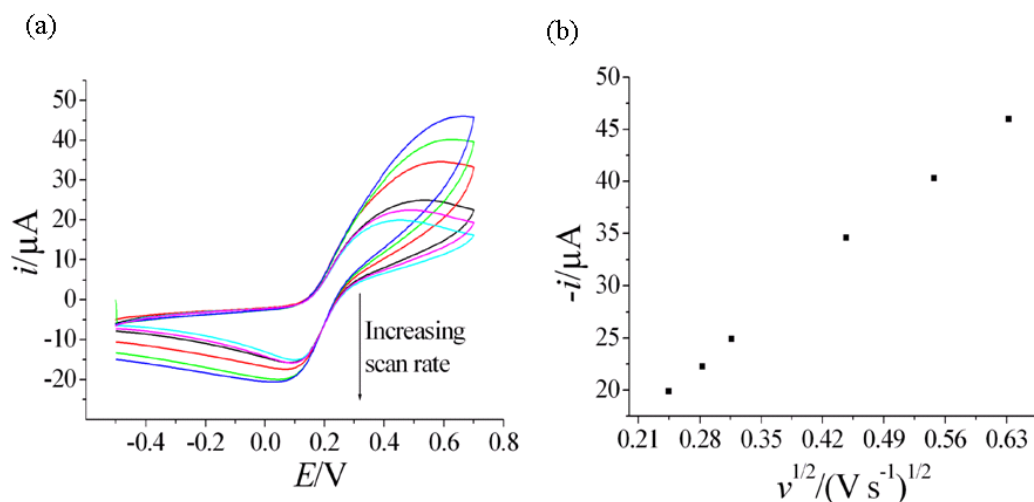 (a)
(b)
50
40
30
20
10
0
-10
-20
i/µA
Increasing
scan rate
-0.4 -0.2 0.0 0.2 0.4 0.6 0.8
E/V
50
45
40
35
30
25
20
-i/µA
0.21 0.28 0.35 0.42 0.49 0.56 0.63
v1/2/(V s-1)1/2